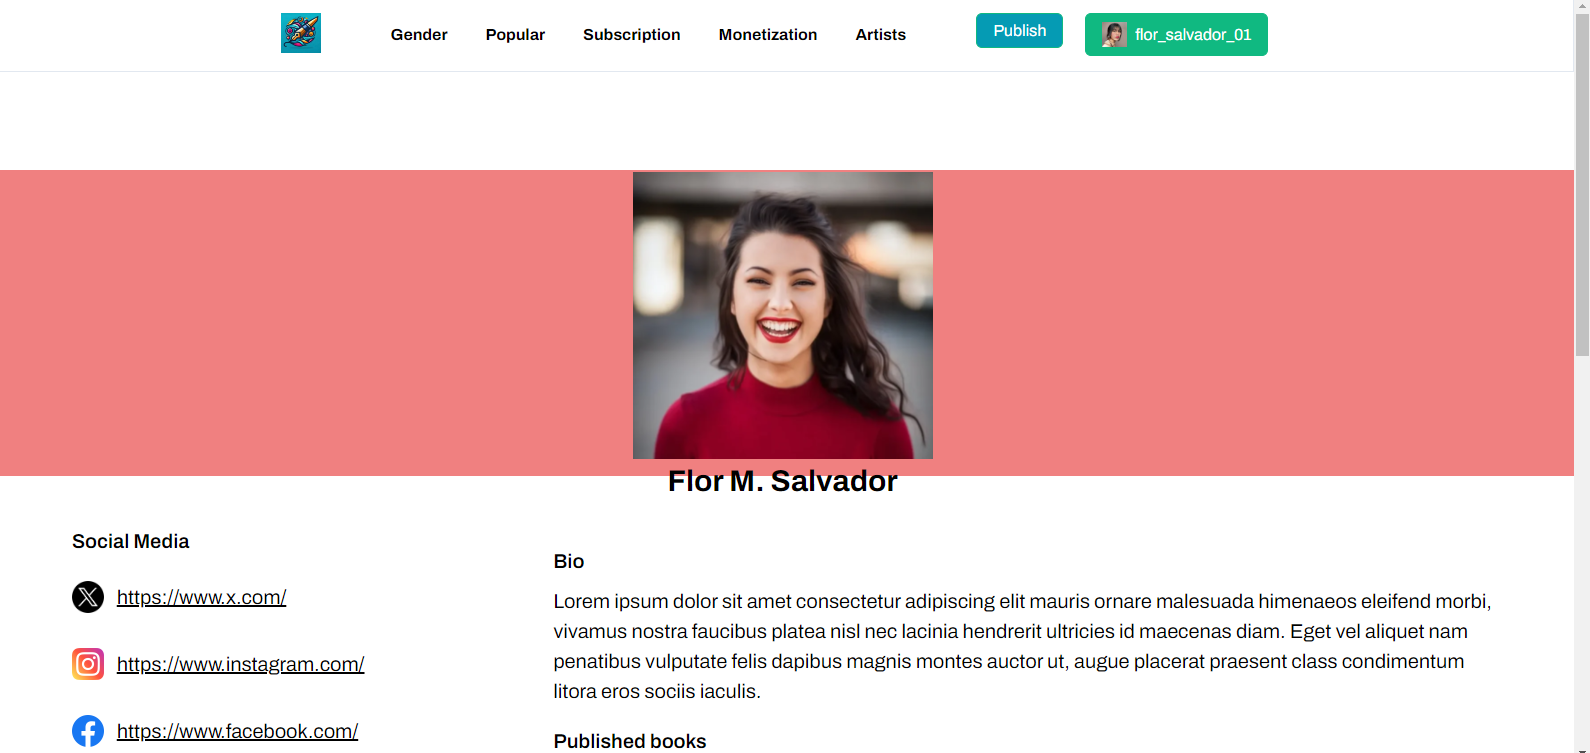 Gender Popular Subscription Monetization Artists Publish flor_salvador_01
Flor M. Salvador
Social Media
https://www.x.com/
https://www.instagram.com/
https://www.facebook.com/
Bio
Lorem ipsum dolor sit amet consectetur adipiscing elit mauris ornare malesuada himenaeos eleifend morbi,
vivamus nostra faucibus platea nisl nec lacinia hendrerit ultricies id maecenas diam. Eget vel aliquet nam
penatibus vulputate felis dapibus magnis montes auctor ut, augue placerat praesent class condimentum
litora eros sociis iaculis.
Published books